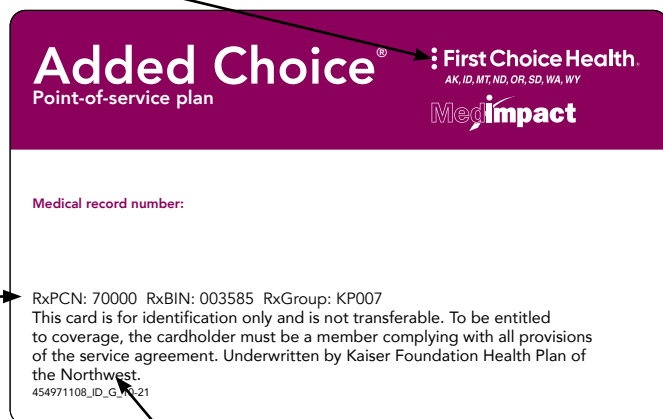 Added Choice®
Point-of-service plan
First Choice Health.
AK, ID, MT, ND, OR, SD, WA, WY
MedImpact
Medical record number:
RxPCN: 70000 RxBIN: 003585 RxGroup: KP007
This card is for identification only and is not transferable. To be entitled
to coverage, the cardholder must be a member complying with all provisions
of the service agreement. Underwritten by Kaiser Foundation Health Plan of
the Northwest.